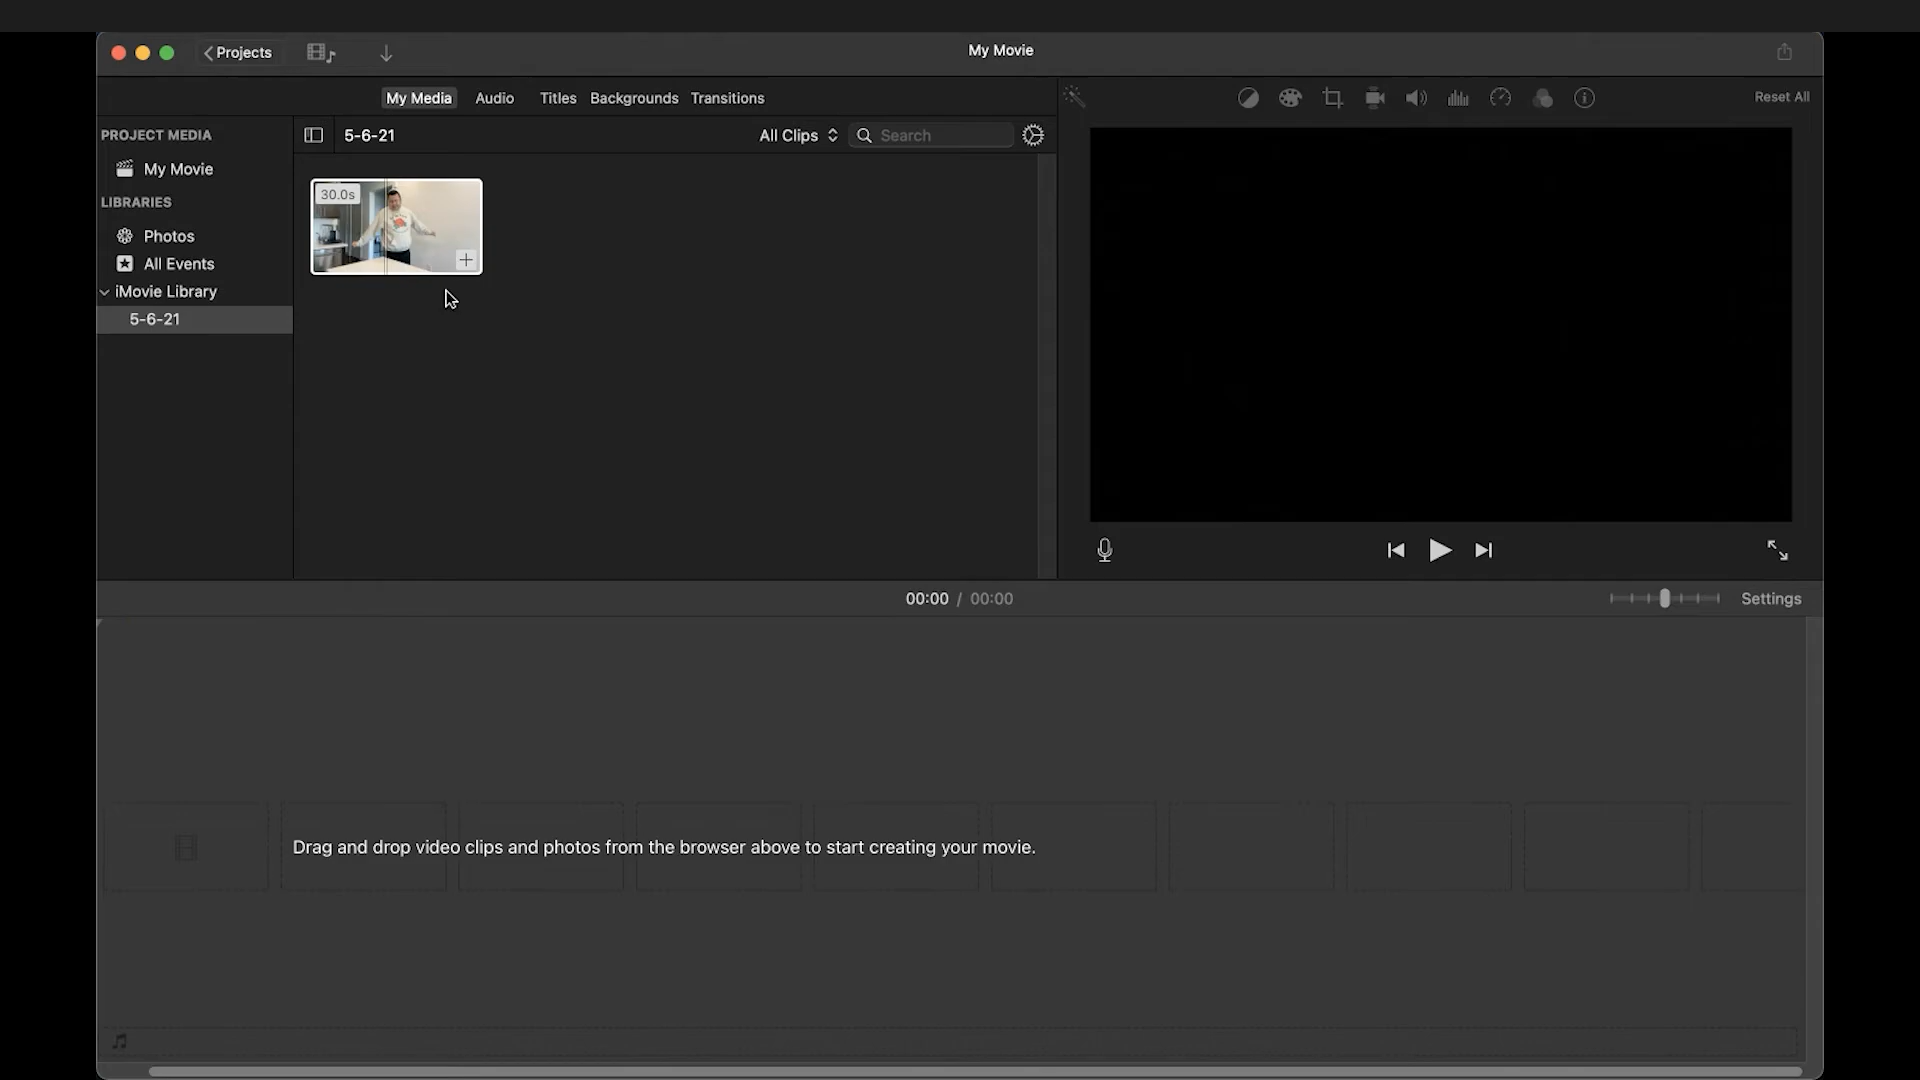 Projects
My Movie
My Media Audio Titles Backgrounds Transitions
Reset All
PROJECT MEDIA
My Movie
LIBRARIES
Photos
All Events
iMovie Library
5-6-21
5-6-21
All Clips
Search
30.0s
00:00 / 00:00
Settings
Drag and drop video clips and photos from the browser above to start creating your movie.